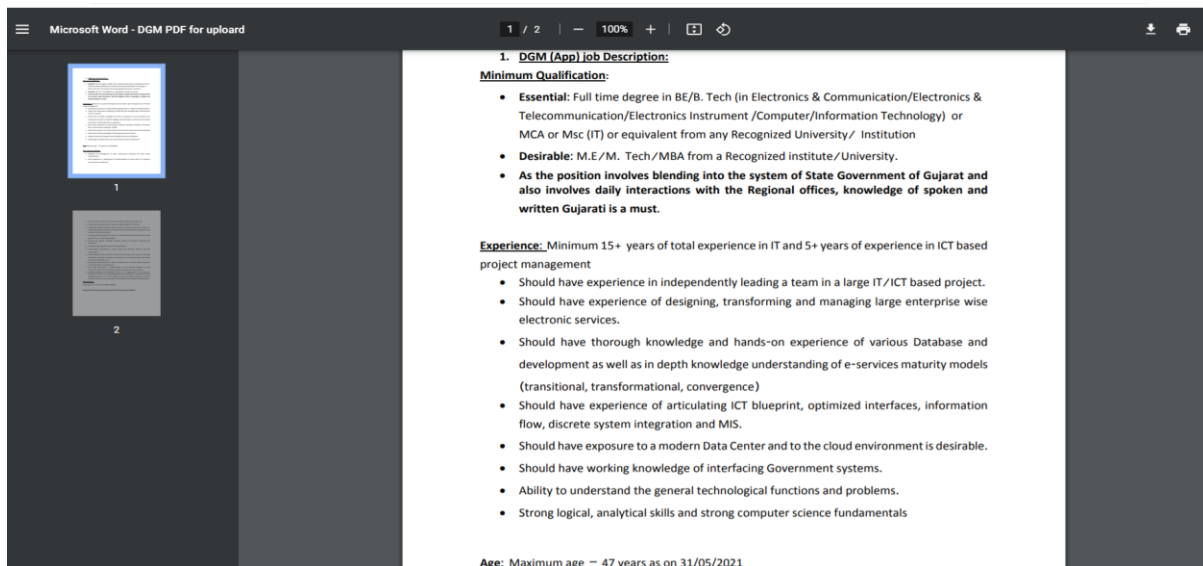 Microsoft Word - DGM PDF for uploard
1 / 2
100%
1
2
1. DGM (App) job Description:
Minimum Qualification:
• Essential: Full time degree in BE/B. Tech (in Electronics & Communication/Electronics &
Telecommunication/Electronics Instrument /Computer/Information Technology) or
MCA or Msc (IT) or equivalent from any Recognized University/ Institution
• Desirable: M.E/M. Tech/MBA from a Recognized institute/University.
• As the position involves blending into the system of State Government of Gujarat and
also involves daily interactions with the Regional offices, knowledge of spoken and
written Gujarati is a must.
Experience: Minimum 15+ years of total experience in IT and 5+ years of experience in ICT based
project management
• Should have experience in independently leading a team in a large IT/ICT based project.
• Should have experience of designing, transforming and managing large enterprise wise
electronic services.
• Should have thorough knowledge and hands-on experience of various Database and
development as well as in depth knowledge understanding of e-services maturity models
(transitional, transformational, convergence)
• Should have experience of articulating ICT blueprint, optimized interfaces, information
flow, discrete system integration and MIS.
• Should have exposure to a modern Data Center and to the cloud environment is desirable.
• Should have working knowledge of interfacing Government systems.
• Ability to understand the general technological functions and problems.
• Strong logical, analytical skills and strong computer science fundamentals
Age: Maximum age – 47 years as on 31/05/2021